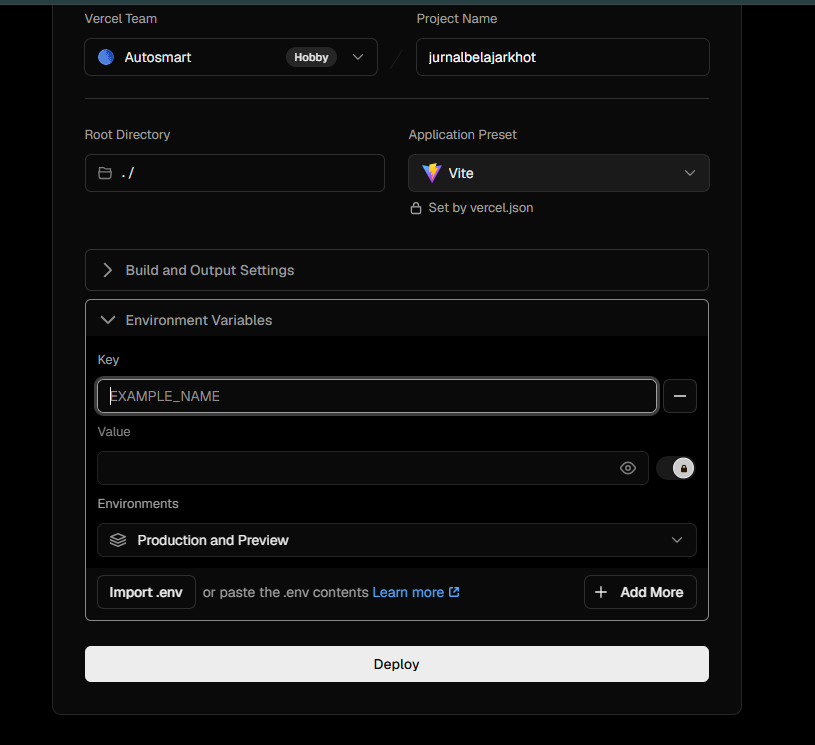 Vercel Team
Project Name
Autosmart
Hobby
jurnalbelajarkhot
Root Directory
Application Preset
./
Vite
Set by vercel.json
Build and Output Settings
Environment Variables
Key
EXAMPLE_NAME
Value
Environments
Production and Preview
Import .env
or paste the .env contents Learn more
Add More
Deploy